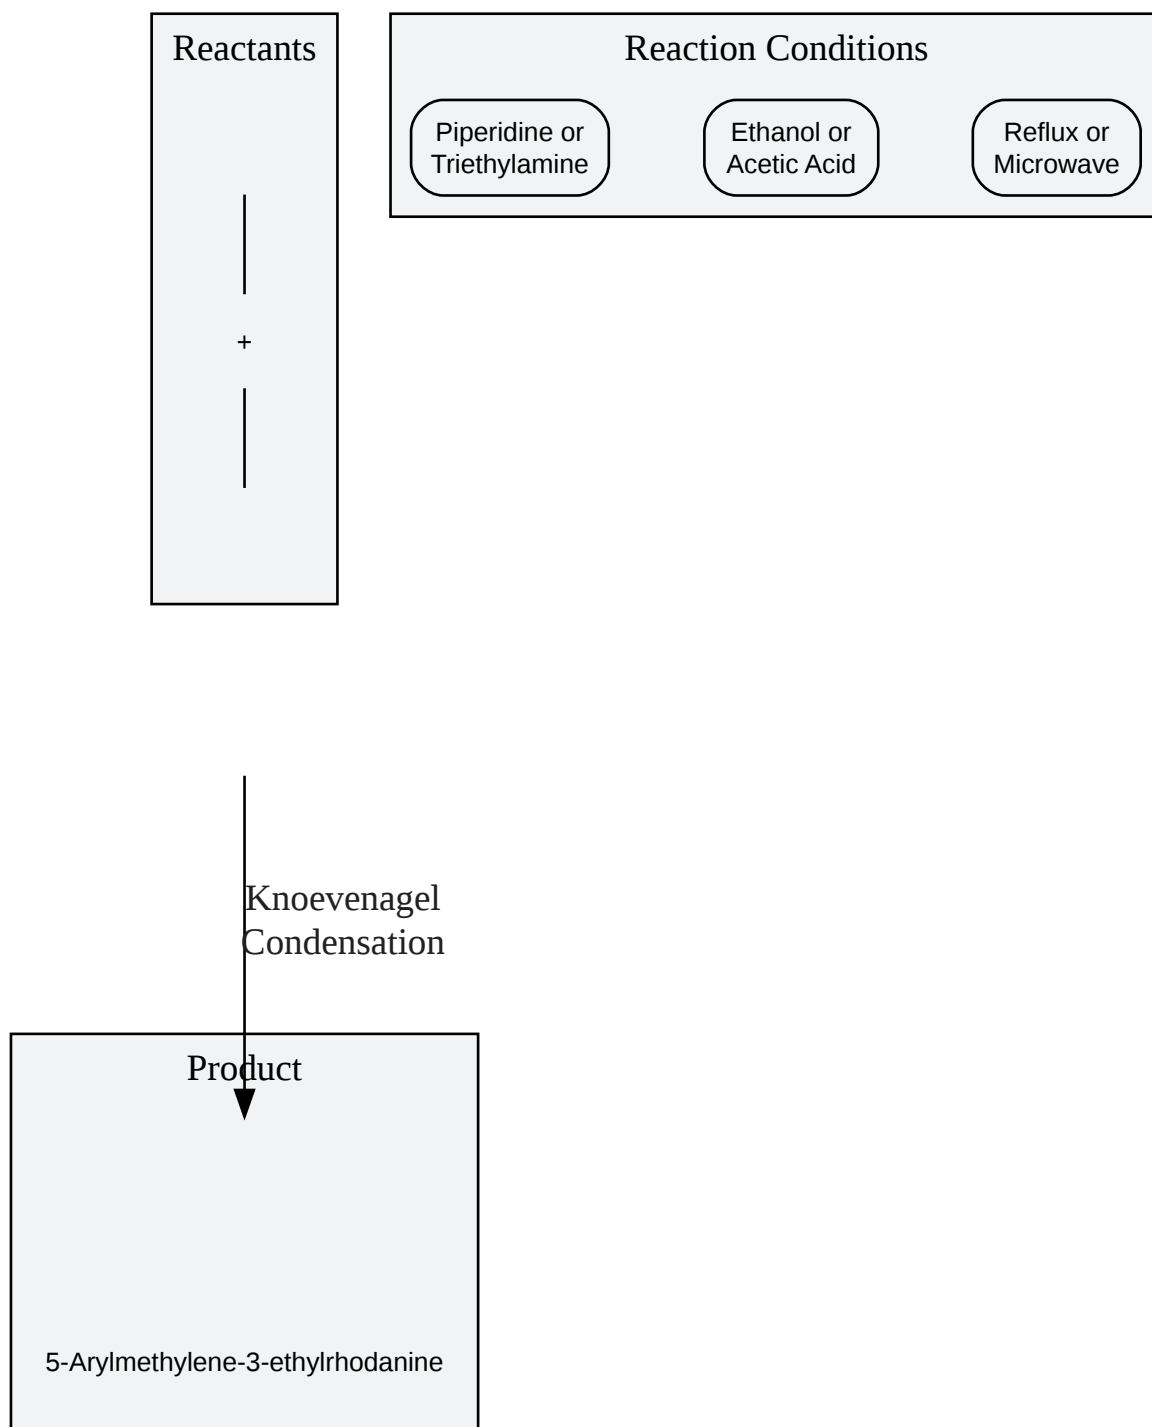 Reactants
Reaction Conditions
Piperidine or
Triethylamine
Ethanol or
Acetic Acid
Reflux or
Microwave
+
Knoevenagel
Condensation
Product
5-Arylmethylene-3-ethylrhodanine